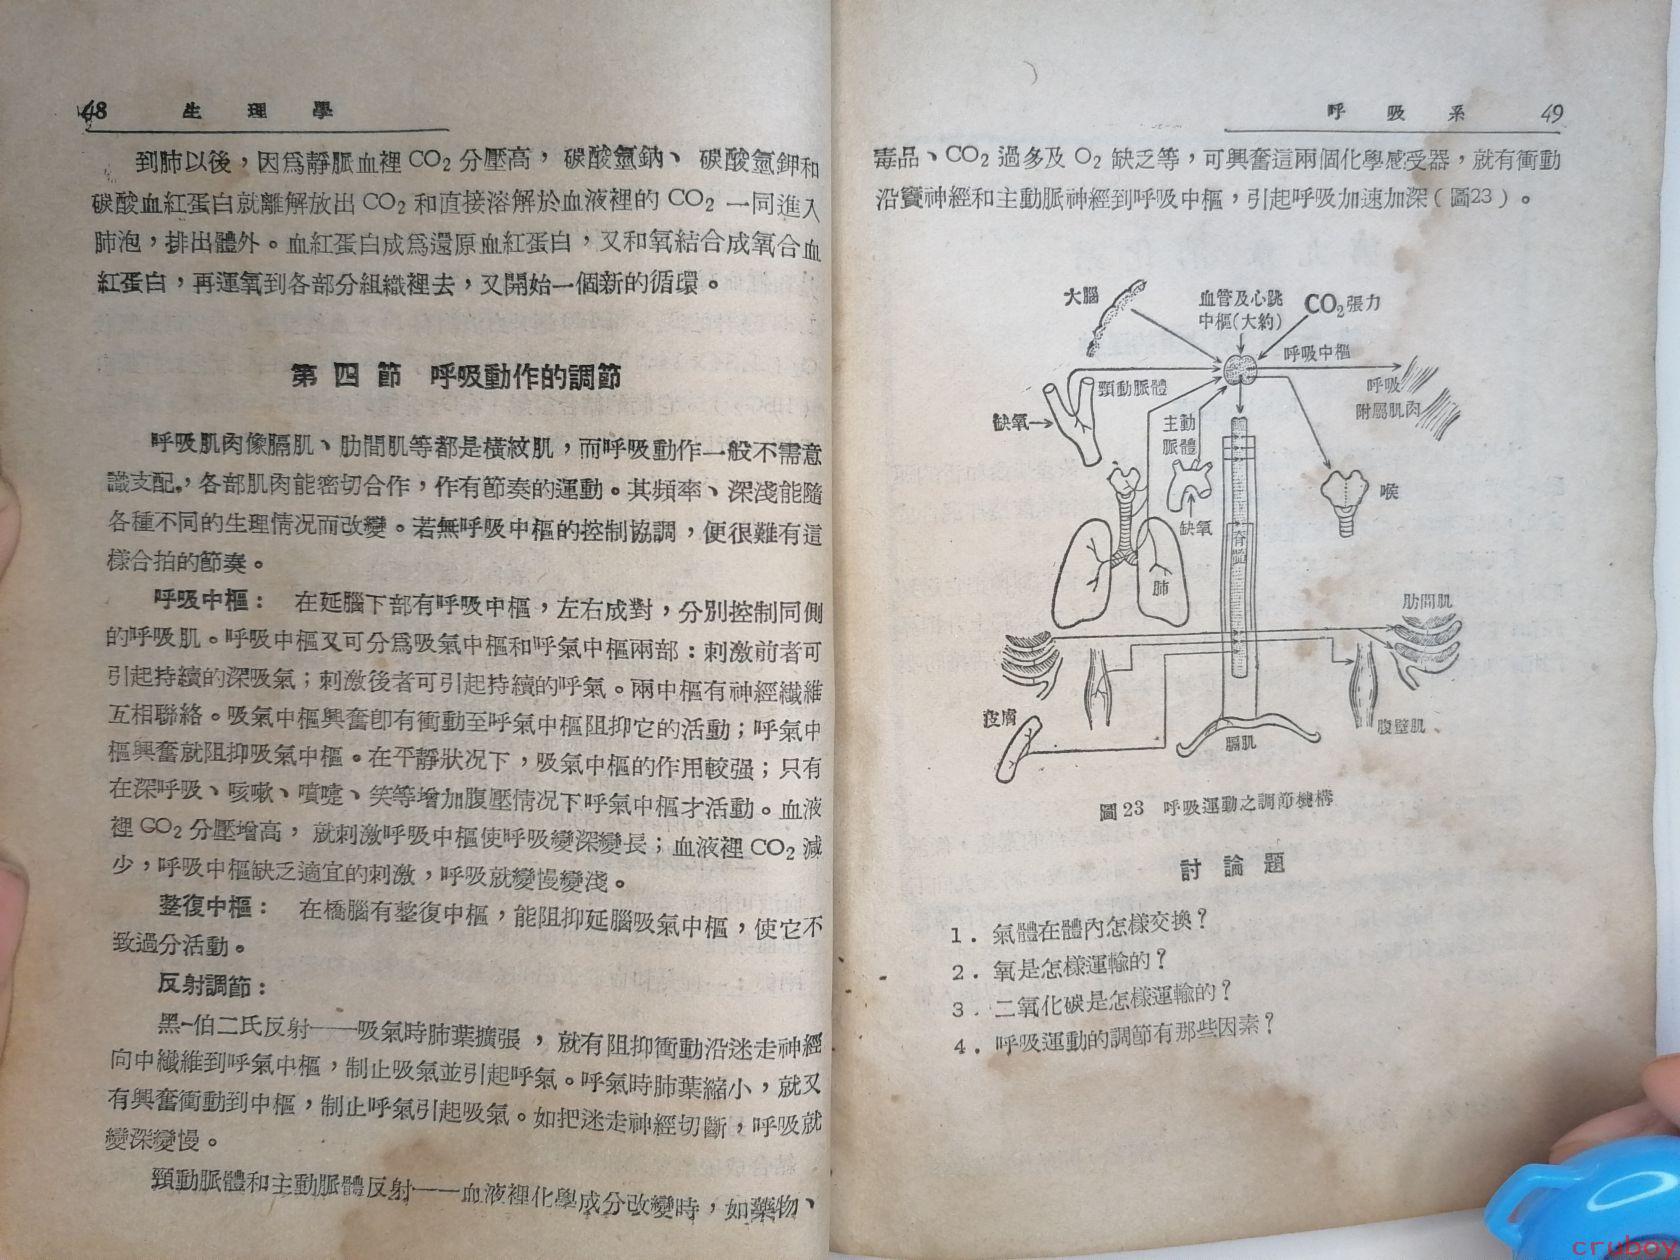 48 生理學
到肺以後，因爲靜脈血裡 CO2 分壓高，碳酸氫鈉、碳酸氫鉀和
碳酸血紅蛋白就離解放出 CO2 和直接溶解於血液裡的 CO2 一同進入
肺泡，排出體外。血紅蛋白成爲還原血紅蛋白，又和氧結合成氧合血
紅蛋白，再運氧到各部分組織裡去，又開始一個新的循環。
第四節 呼吸動作的調節
呼吸肌肉像膈肌、肋間肌等都是橫紋肌，而呼吸動作一般不需意
識支配，各部肌肉能密切合作，作有節奏的運動。其頻率、深淺能隨
各種不同的生理情况而改變。若無呼吸中樞的控制協調，便很難有這
樣合拍的節奏。
呼吸中樞： 在延腦下部有呼吸中樞，左右成對，分別控制同側
的呼吸肌。呼吸中樞又可分爲吸氣中樞和呼氣中樞兩部：刺激前者可
引起持續的深吸氣；刺激後者可引起持續的呼氣。兩中樞有神經纖維
互相聯絡。吸氣中樞興奮卽有衝動至呼氣中樞阻抑它的活動；呼氣中
樞興奮就阻抑吸氣中樞。在平靜狀况下，吸氣中樞的作用較强；只有
在深呼吸、咳嗽、噴嚏、笑等增加腹壓情况下呼氣中樞才活動。血液
裡 CO2 分壓增高，就刺激呼吸中樞使呼吸變深變長；血液裡 CO2 減
少，呼吸中樞缺乏適宜的刺激，呼吸就變慢變淺。
整復中樞： 在橋腦有整復中樞，能阻抑延腦吸氣中樞，使它不
致過分活動。
反射調節：
黑-伯二氏反射——吸氣時肺葉擴張，就有阻抑衝動沿迷走神經
向中纖維到呼氣中樞，制止吸氣並引起呼氣。呼氣時肺葉縮小，就又
有興奮衝動到中樞，制止呼氣引起吸氣。如把迷走神經切斷，呼吸就
變深變慢。
頸動脈體和主動脈體反射——血液裡化學成分改變時，如藥物、
呼吸系 49
毒品、CO2 過多及 O2 缺乏等，可興奮這兩個化學感受器，就有衝動
沿竇神經和主動脈神經到呼吸中樞，引起呼吸加速加深（圖23）。
大腦
血管及心跳
中樞(大約)
CO2張力
呼吸中樞
頸動脈體
呼吸
附屬肌肉
缺氧
主動
脈體
喉
缺氧
脊髓
肺
肋間肌
皮膚
腹壁肌
膈肌
圖 23 呼吸運動之調節機構
討論題
1. 氣體在體內怎樣交換？
2. 氧是怎樣運輸的？
3. 二氧化碳是怎樣運輸的？
4. 呼吸運動的調節有那些因素？
cruboy